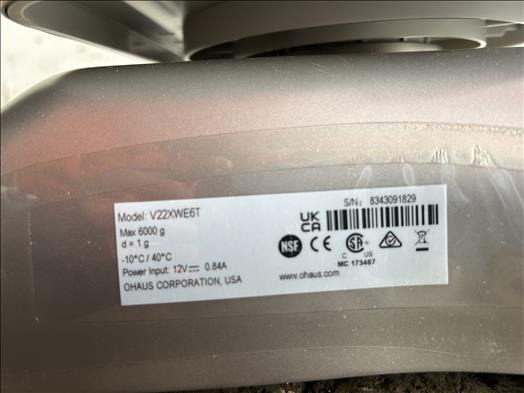 Model: V22XWE6T
Max 6000 g
d = 1 g
-10°C / 40°C
Power Input: 12V⎓ 0.84A
OHAUS CORPORATION, USA
S/N: 8343091829
UK
CA
NSF CE SA
C US
MC 173467
www.ohaus.com